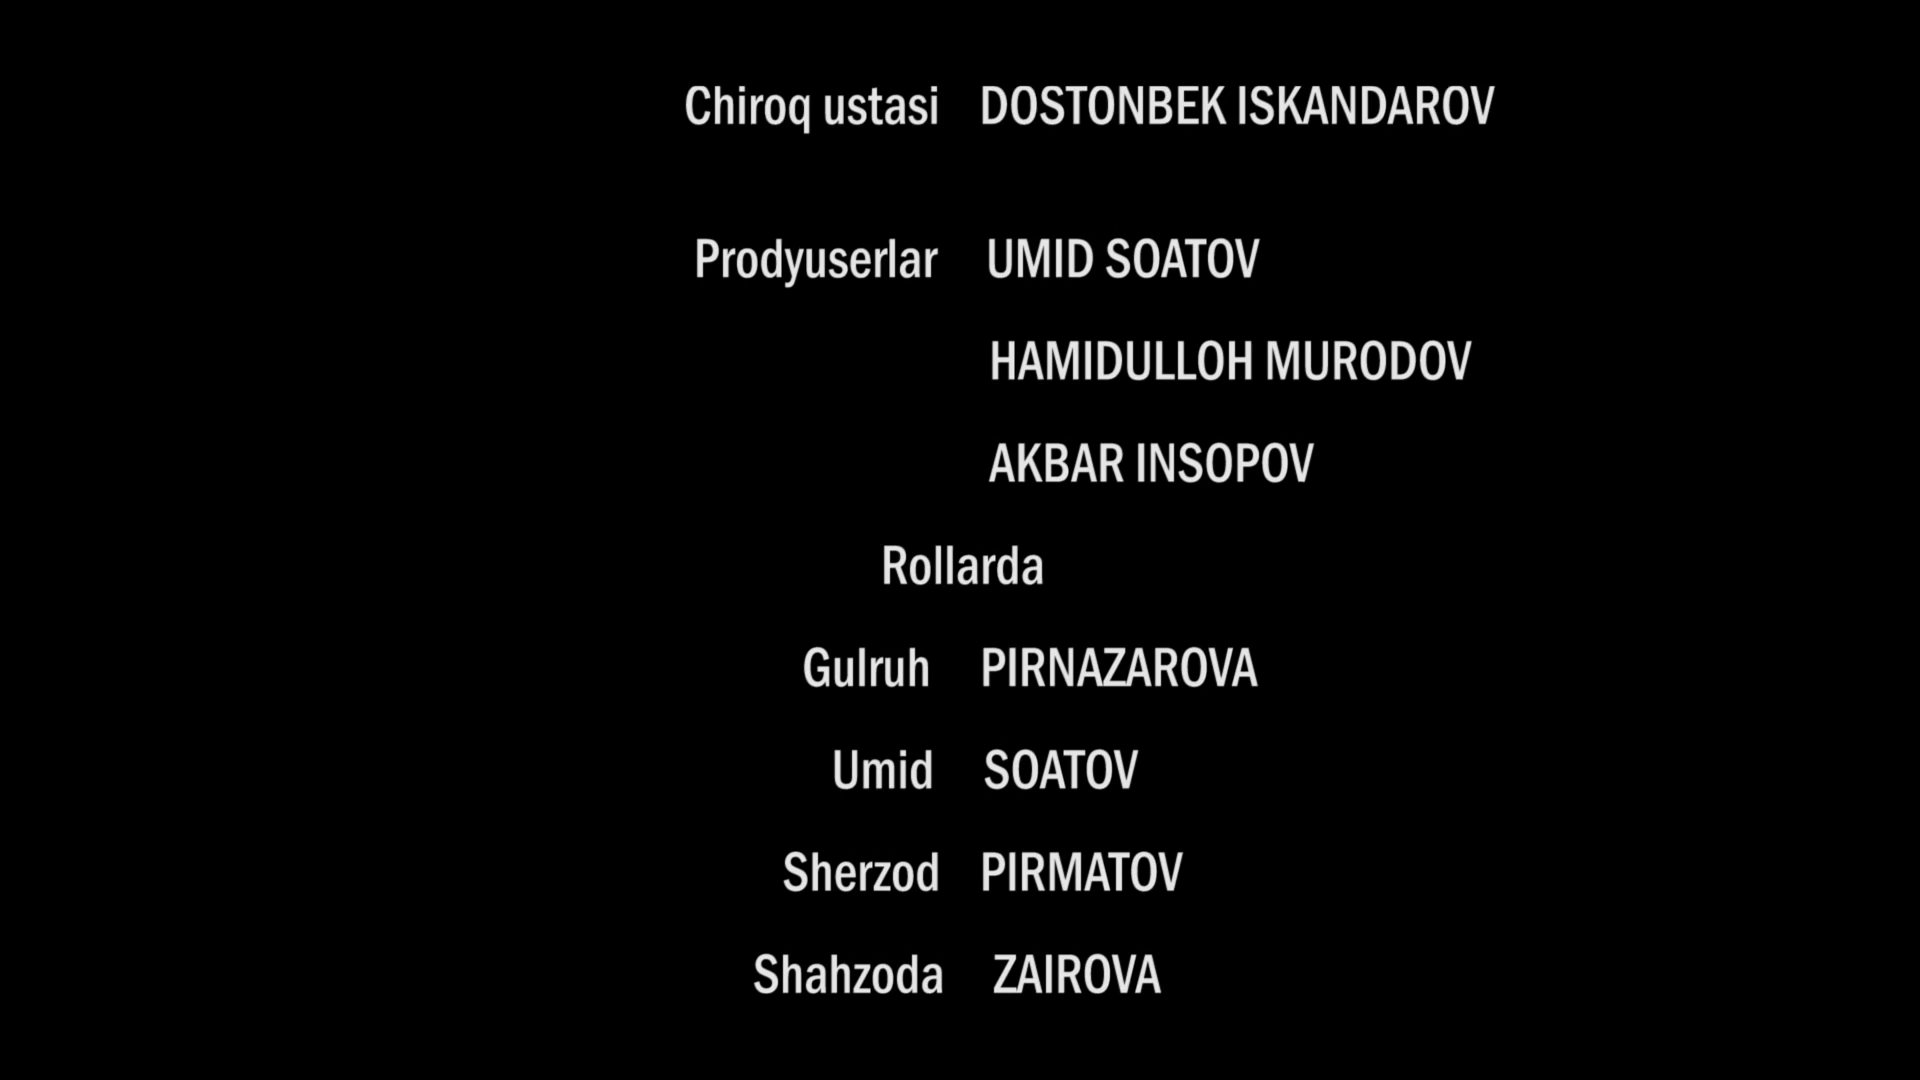 Chiroq ustasi DOSTONBEK ISKANDAROV
Prodyuserlar UMID SOATOV
HAMIDULLOH MURODOV
AKBAR INSOPOV
Rollarda
Gulruh PIRNAZAROVA
Umid SOATOV
Sherzod PIRMATOV
Shahzoda ZAIROVA